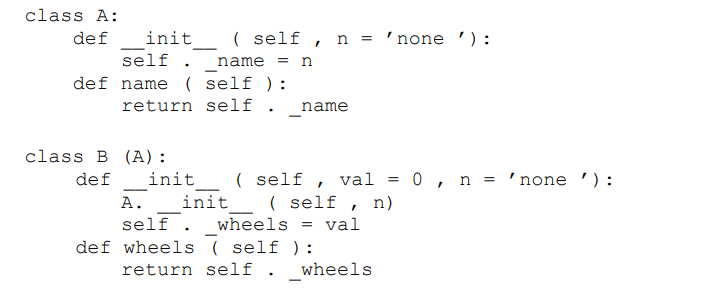 class A:
    def __init__ ( self , n = ’none ’):
        self . _name = n
    def name ( self ):
        return self . _name

class B (A):
    def __init__ ( self , val = 0 , n = ’none ’):
        A. __init__ ( self , n)
        self . _wheels = val
    def wheels ( self ):
        return self . _wheels